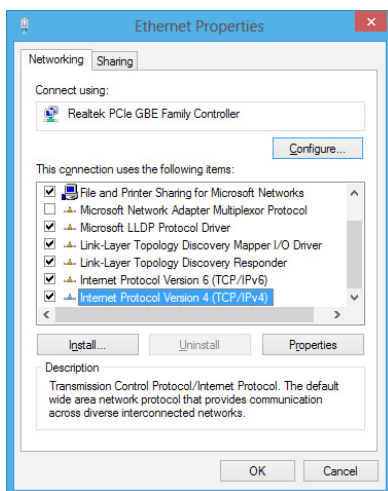 Ethernet Properties
Networking
Sharing
Connect using:
Realtek PCIe GBE Family Controller
Configure...
This connection uses the following items:
File and Printer Sharing for Microsoft Networks
Microsoft Network Adapter Multiplexor Protocol
Microsoft LLDP Protocol Driver
Link-Layer Topology Discovery Mapper I/O Driver
Link-Layer Topology Discovery Responder
Internet Protocol Version 6 (TCP/IPv6)
Internet Protocol Version 4 (TCP/IPv4)
Install...
Uninstall
Properties
Description
Transmission Control Protocol/Internet Protocol. The default
wide area network protocol that provides communication
across diverse interconnected networks.
OK
Cancel